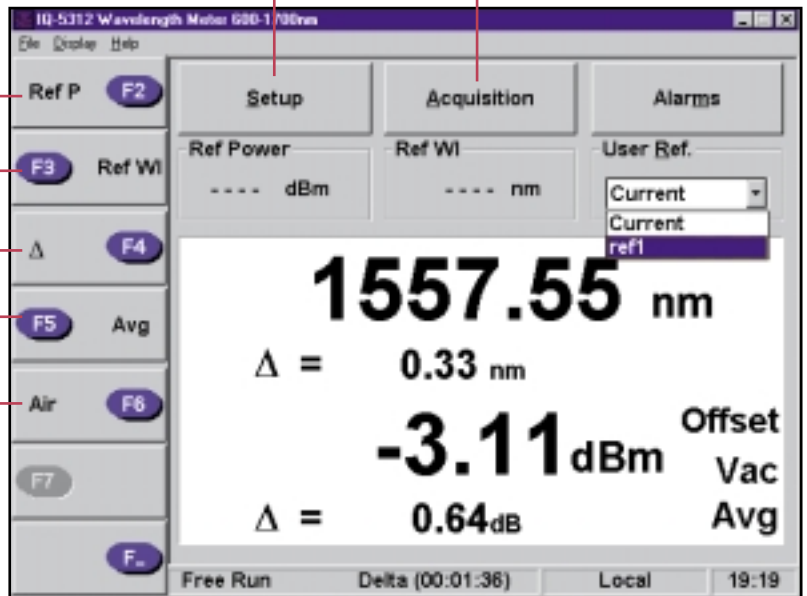 IQ-5312 Wavelength Meter 600-1700nm
File Display Help
Ref P F2
F3 Ref Wl
Δ F4
F5 Avg
Air F6
F7
F..
Setup Acquisition Alarms
Ref Power Ref Wl User Ref.
---- dBm ---- nm Current
Current
ref1
1557.55 nm
Δ = 0.33 nm
-3.11 dBm Offset
Vac
Δ = 0.64 dB Avg
Free Run Delta (00:01:36) Local 19:19